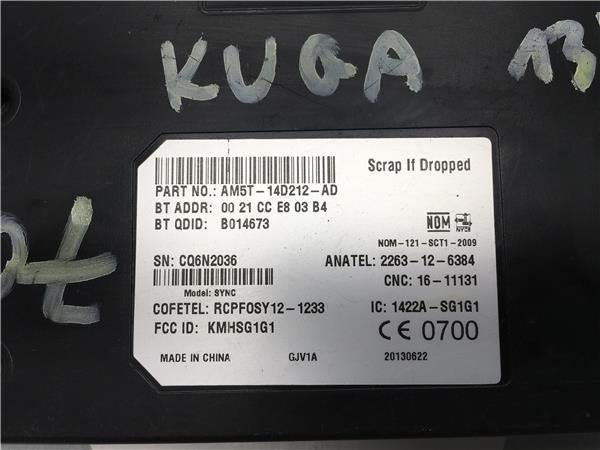 KUGA 13
Scrap If Dropped
PART NO.: AM5T-14D212-AD
BT ADDR: 00 21 CC E8 03 B4
BT QDID: B014673
NOM NYCE
NOM-121-SCT1-2009
SN: CQ6N2036 ANATEL: 2263-12-6384
CNC: 16-11131
Model: SYNC
COFETEL: RCPFOSY12-1233 IC: 1422A-SG1G1
FCC ID: KMHSG1G1 CE 0700
MADE IN CHINA GJV1A 20130622